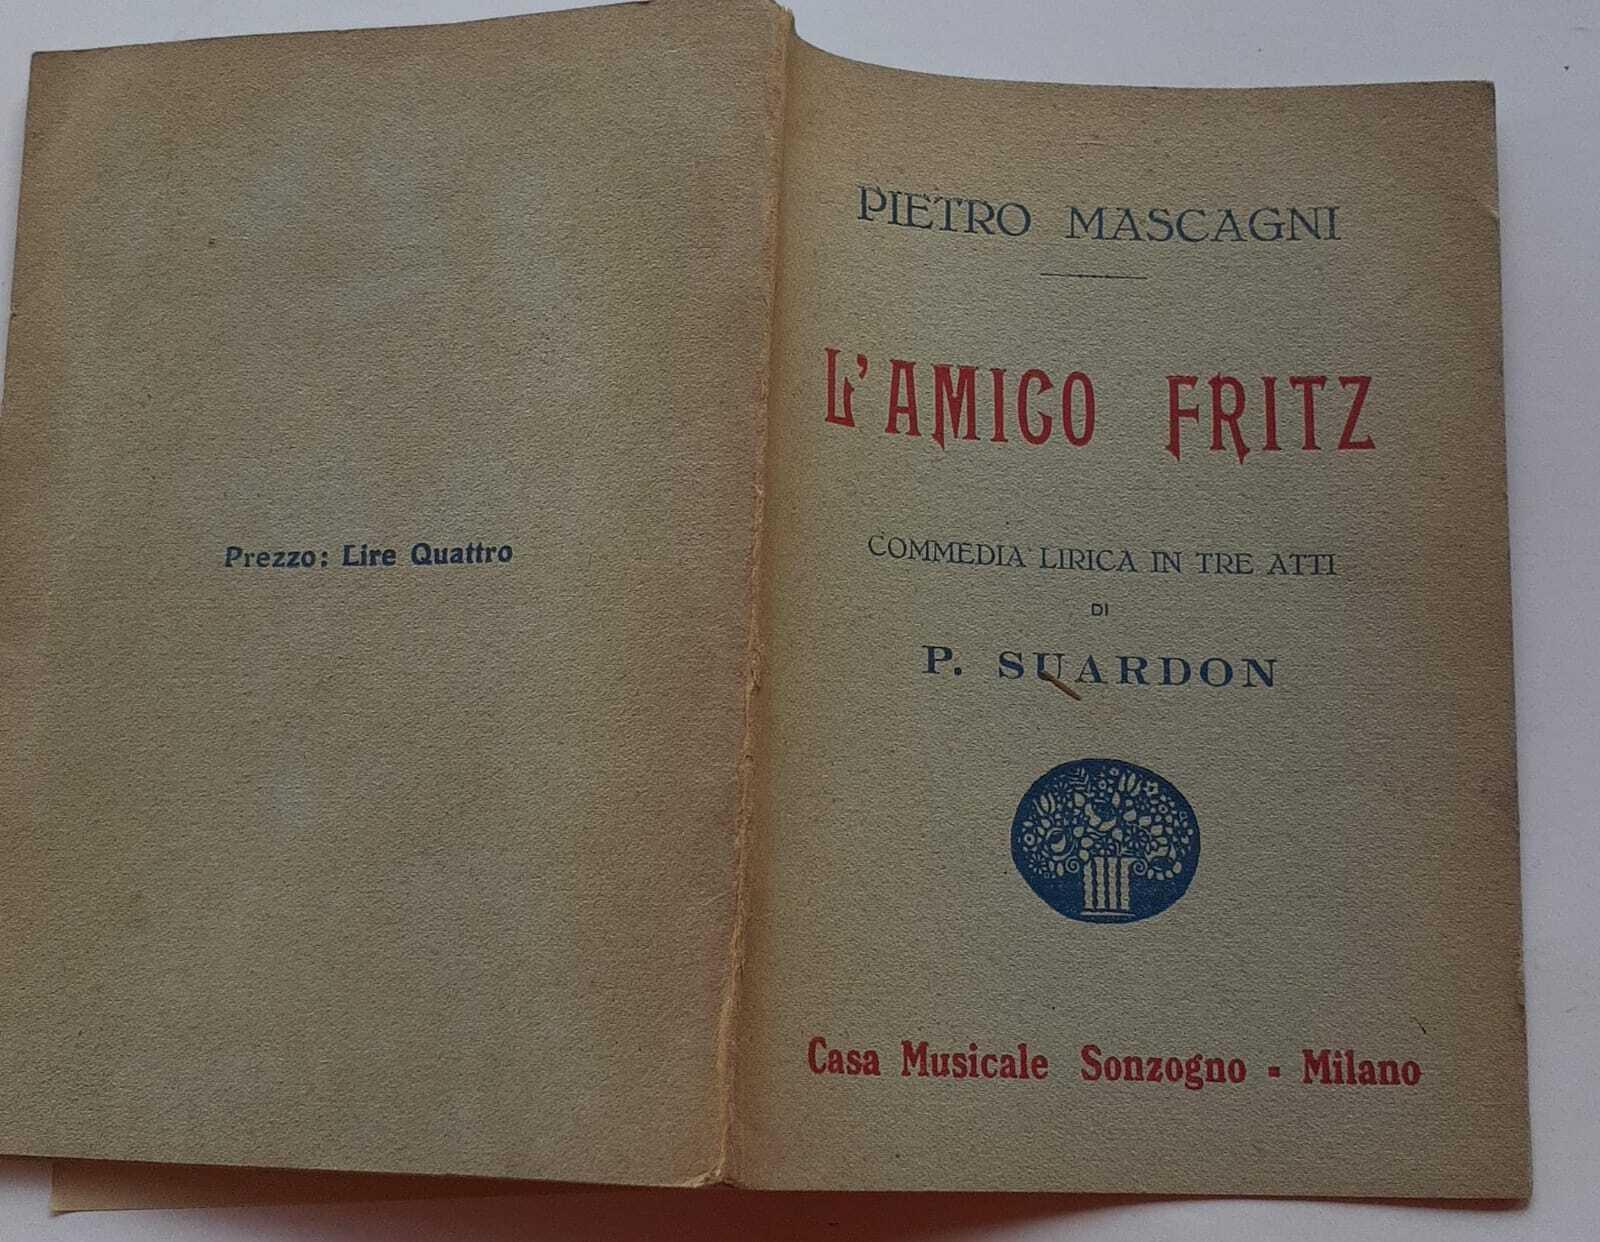 Prezzo: Lire Quattro
PIETRO MASCAGNI
L'AMICO FRITZ
COMMEDIA LIRICA IN TRE ATTI
DI
P. SUARDON
Casa Musicale Sonzogno - Milano